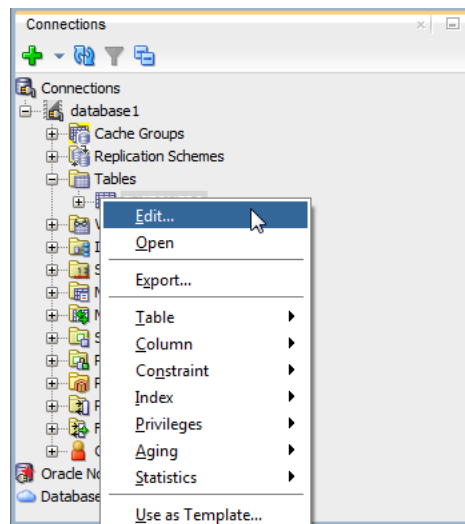 Connections
Connections
database1
Cache Groups
Replication Schemes
Tables
Edit...
Open
Export...
Table
Column
Constraint
Index
Privileges
Aging
Statistics
Oracle No
Database
Use as Template...